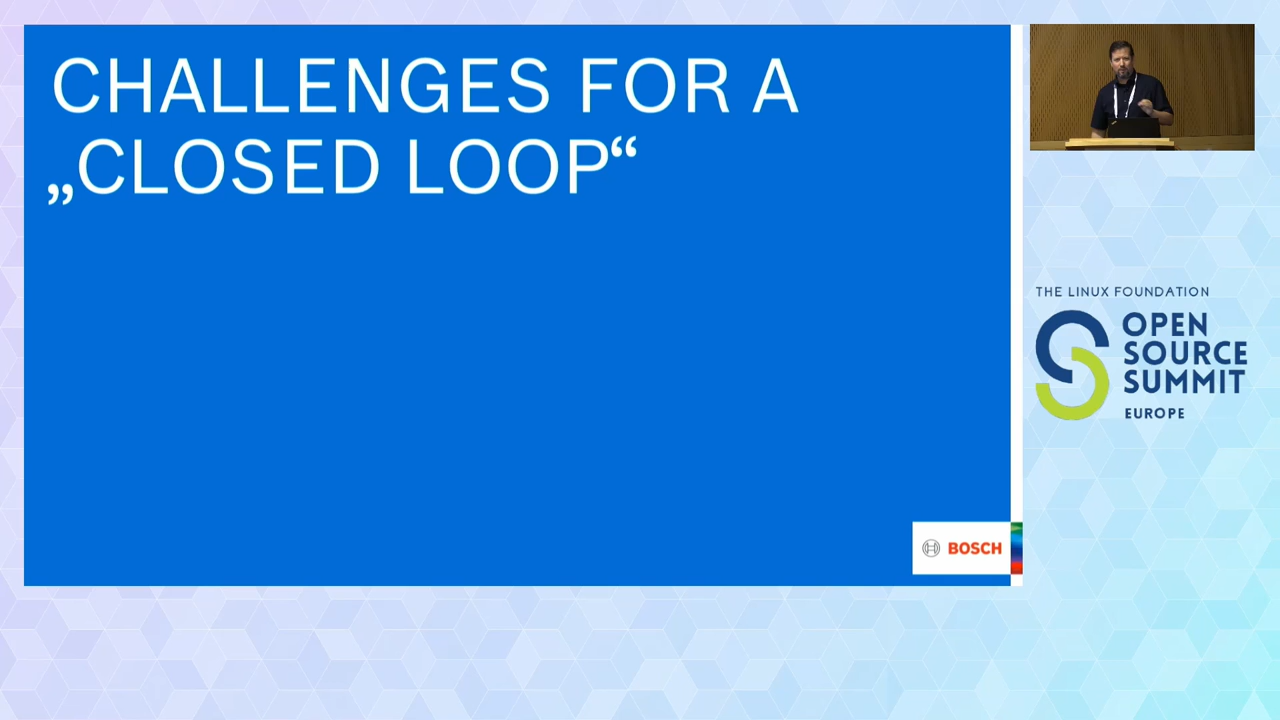 CHALLENGES FOR A
„CLOSED LOOP“
BOSCH
THE LINUX FOUNDATION
OPEN
SOURCE
SUMMIT
EUROPE